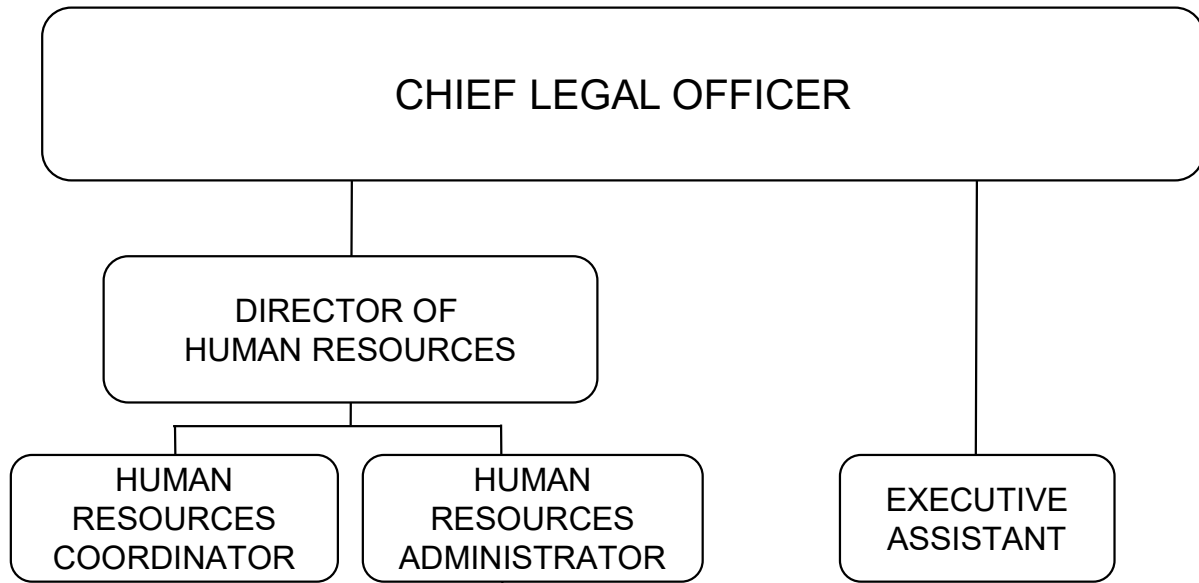 CHIEF LEGAL OFFICER
DIRECTOR OF
HUMAN RESOURCES
HUMAN
RESOURCES
COORDINATOR
HUMAN
RESOURCES
ADMINISTRATOR
EXECUTIVE
ASSISTANT